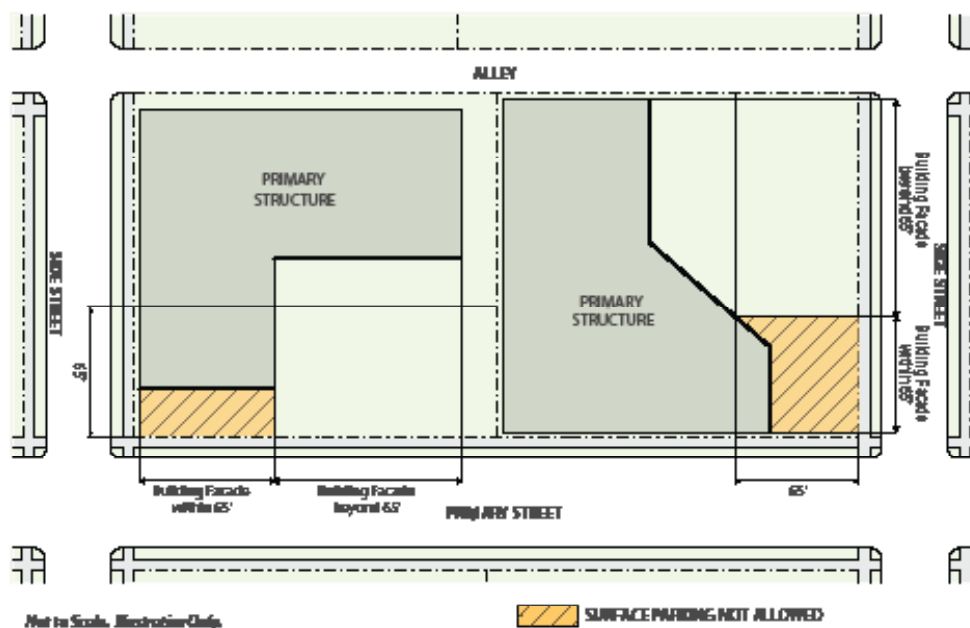 ALLEY
PRIMARY
STRUCTURE
SIDE STREET
65'
PRIMARY
STRUCTURE
Building Facade
beyond 65'
SIDE STREET
Building Facade
within 65'
Building Facade
within 65'
Building Facade
beyond 65'
65'
PRIMARY STREET
Not to Scale. Illustration Only.
SURFACE PARKING NOT ALLOWED